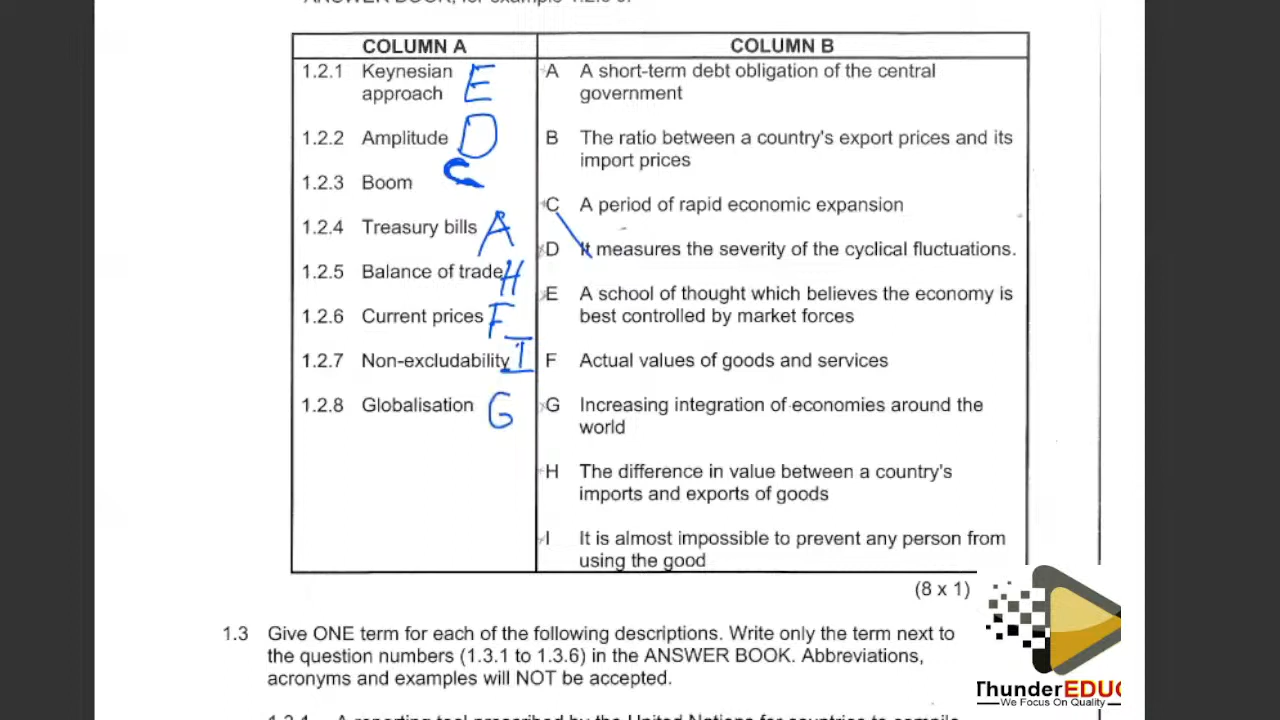 COLUMN A COLUMN B
1.2.1 Keynesian approach E
1.2.2 Amplitude D
1.2.3 Boom C
1.2.4 Treasury bills A
1.2.5 Balance of trade H
1.2.6 Current prices F
1.2.7 Non-excludability I
1.2.8 Globalisation G
A A short-term debt obligation of the central
government
B The ratio between a country's export prices and its
import prices
C A period of rapid economic expansion
D It measures the severity of the cyclical fluctuations.
E A school of thought which believes the economy is
best controlled by market forces
F Actual values of goods and services
G Increasing integration of economies around the
world
H The difference in value between a country's
imports and exports of goods
I It is almost impossible to prevent any person from
using the good
(8 x 1)
1.3 Give ONE term for each of the following descriptions. Write only the term next to
the question numbers (1.3.1 to 1.3.6) in the ANSWER BOOK. Abbreviations,
acronyms and examples will NOT be accepted.
ThunderEDUC
We Focus On Quality